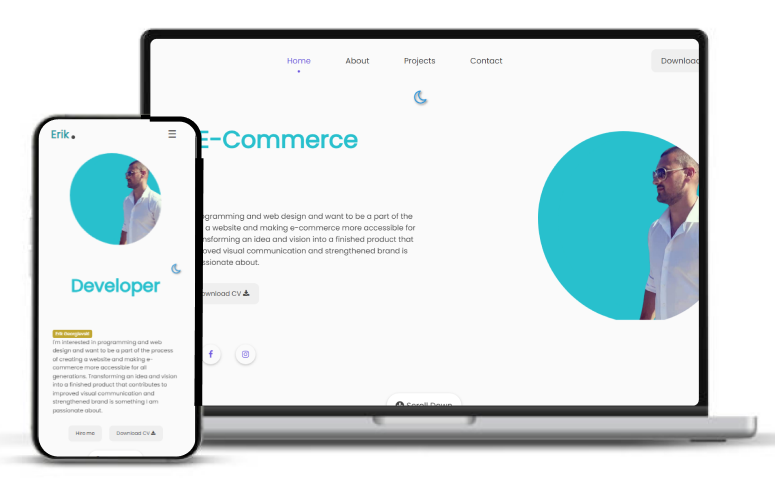 Home About Projects Contact Download
E-Commerce
programming and web design and want to be a part of the
a website and making e-commerce more accessible for
nsforming an idea and vision into a finished product that
roved visual communication and strengthened brand is
ssionate about.
ownload CV
Scroll Down
Erik.
Developer
I'm interested in programming and web
design and want to be a part of the process
of creating a website and making e-
commerce more accessible for all
generations. Transforming an idea and vision
into a finished product that contributes to
improved visual communication and
strengthened brand is something i am
passionate about.
Hire me Download CV